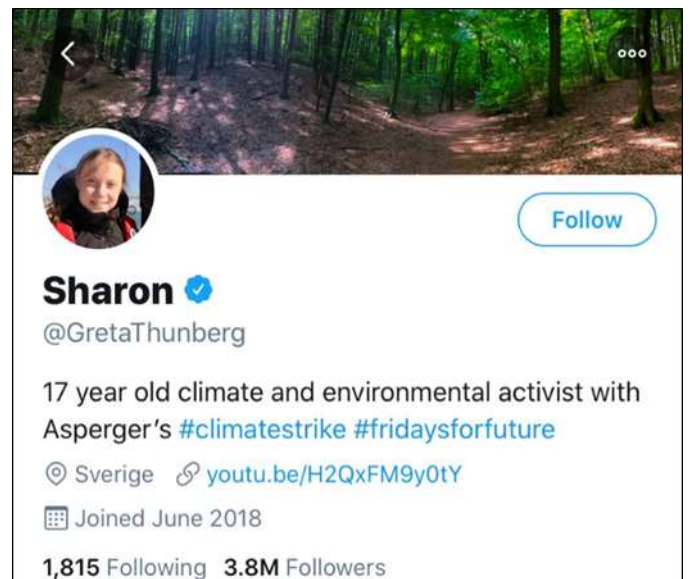 Follow
Sharon
@GretaThunberg
17 year old climate and environmental activist with
Asperger's #climatestrike #fridaysforfuture
Sverige youtu.be/H2QxFM9y0tY
Joined June 2018
1,815 Following 3.8M Followers